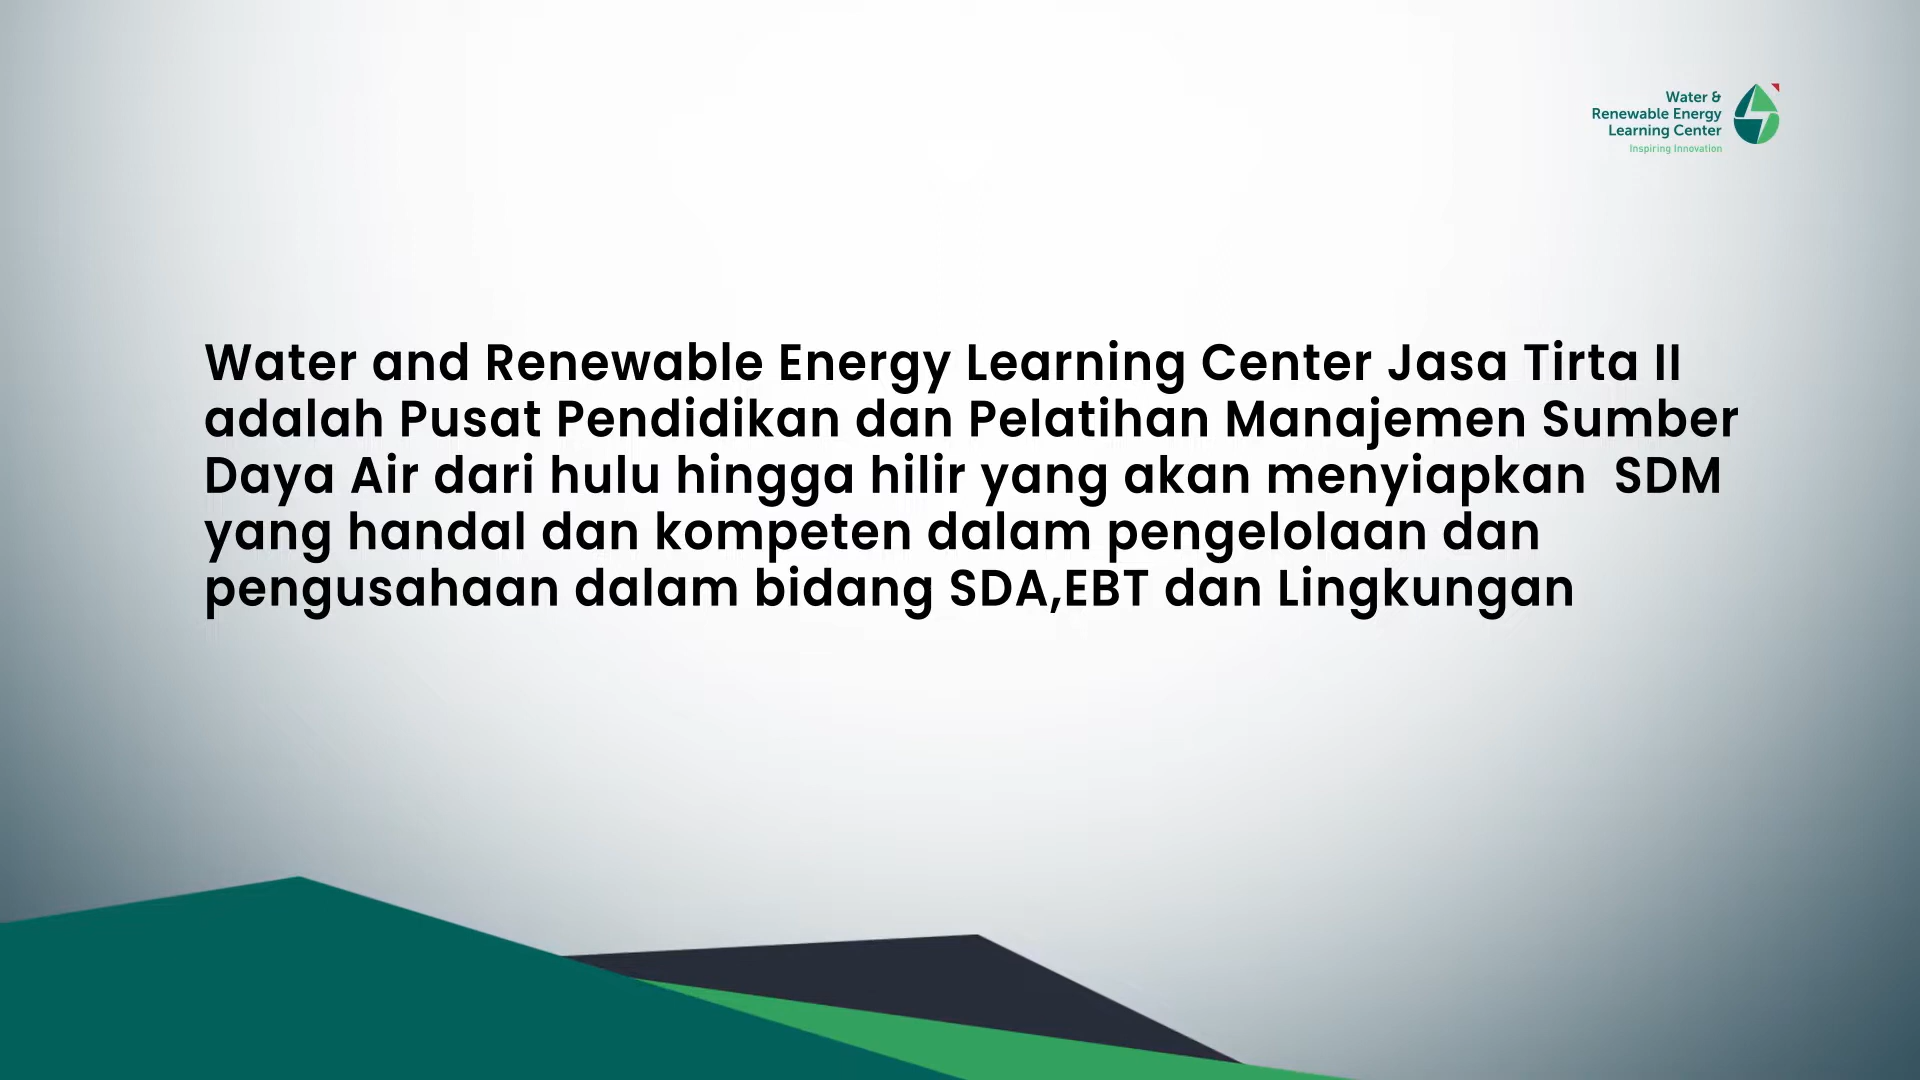 Water &
Renewable Energy
Learning Center
Inspiring Innovation
Water and Renewable Energy Learning Center Jasa Tirta II
adalah Pusat Pendidikan dan Pelatihan Manajemen Sumber
Daya Air dari hulu hingga hilir yang akan menyiapkan  SDM
yang handal dan kompeten dalam pengelolaan dan
pengusahaan dalam bidang SDA,EBT dan Lingkungan